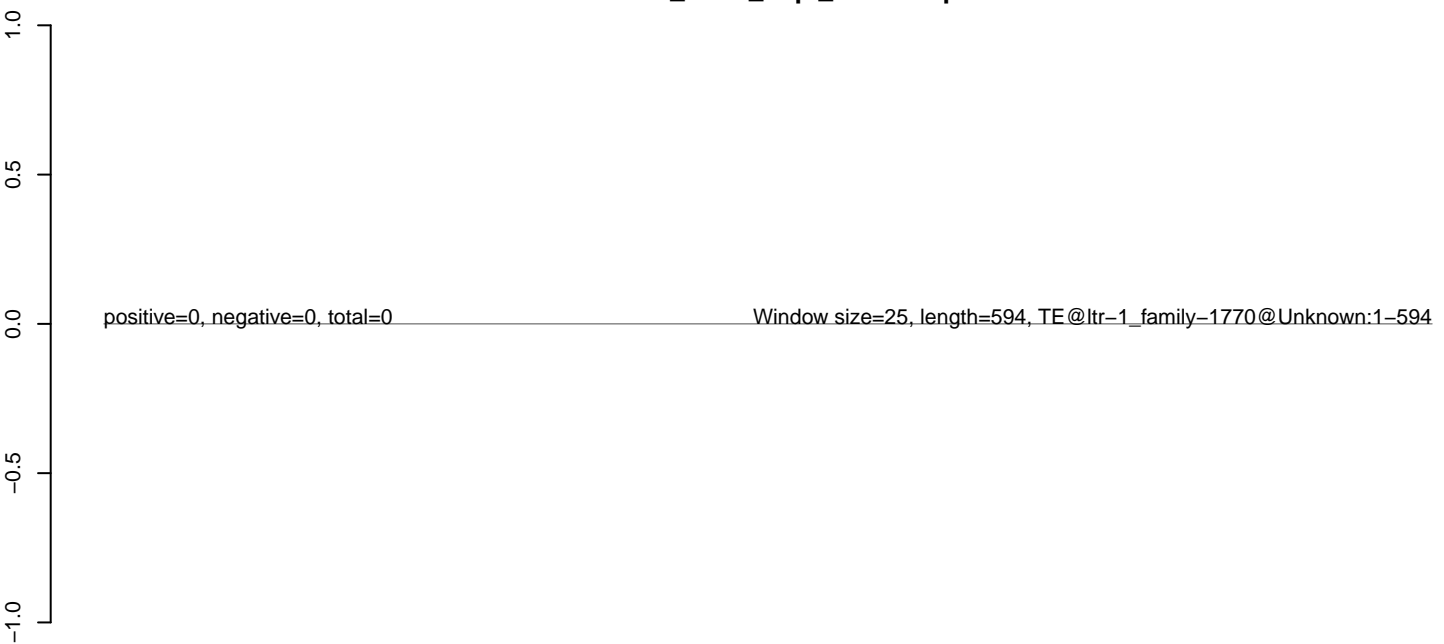 1.0
0.5
0.0
−0.5
−1.0
positive=0, negative=0, total=0
Window size=25, length=594, TE@ltr−1_family−1770@Unknown:1−594